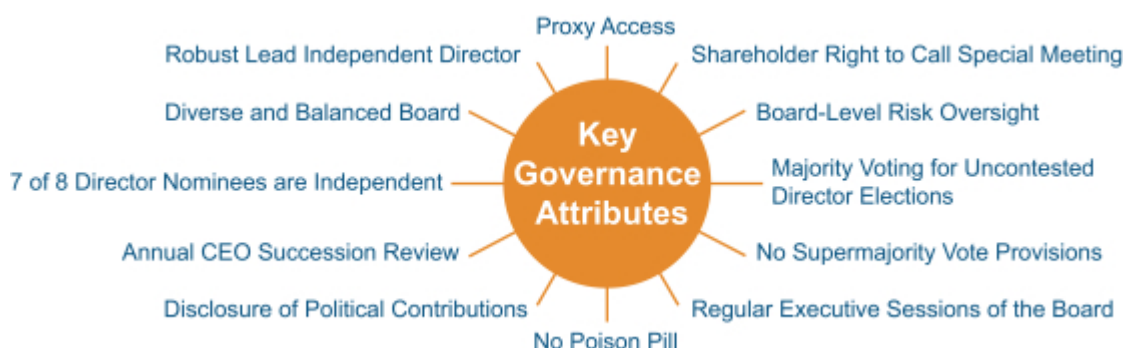 Proxy Access
Robust Lead Independent Director
Shareholder Right to Call Special Meeting
Diverse and Balanced Board
Board-Level Risk Oversight
Key
Governance
Attributes
7 of 8 Director Nominees are Independent
Majority Voting for Uncontested
Director Elections
Annual CEO Succession Review
No Supermajority Vote Provisions
Disclosure of Political Contributions
Regular Executive Sessions of the Board
No Poison Pill